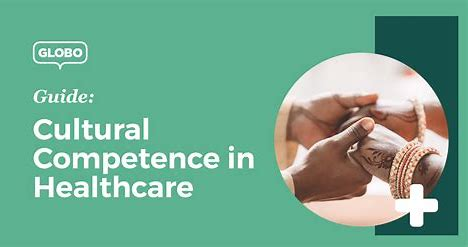 GLOBO
Guide:
Cultural
Competence in
Healthcare